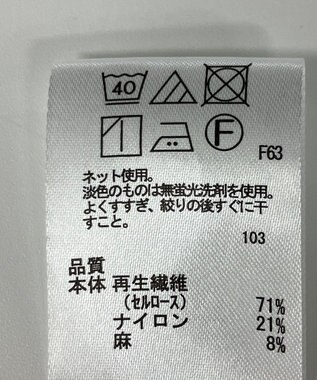 40
F
F63
ネット使用。
淡色のものは無蛍光洗剤を使用。
よくすすぎ、絞りの後すぐに干
すこと。
103
品質
本体 再生繊維
(セルロース) 71%
ナイロン 21%
麻 8%